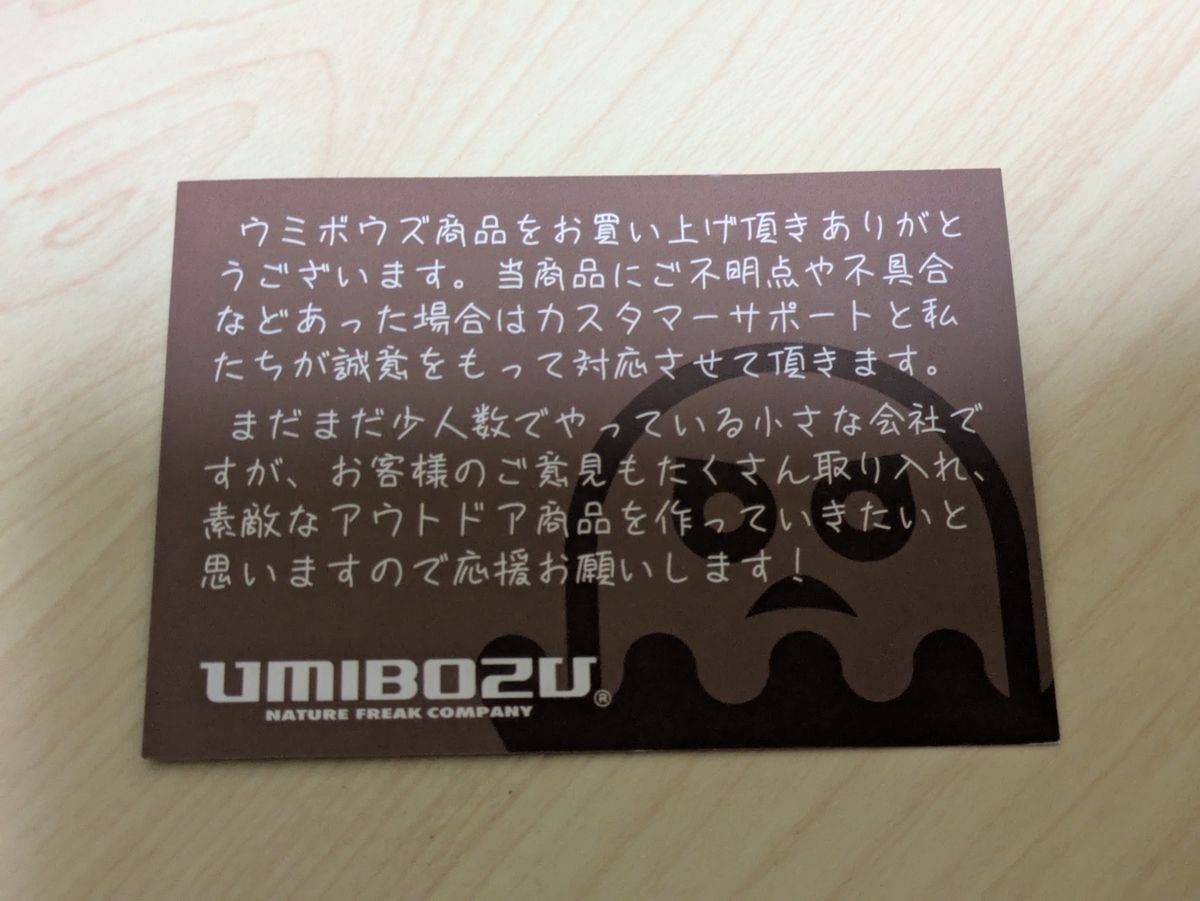 ウミボウズ商品をお買い上げ頂きありがと
うございます。当商品にご不明点や不具合
などあった場合はカスタマーサポートと私
たちが誠意をもって対応させて頂きます。
まだまだ少人数でやっている小さな会社で
すが、お客様のご意見もたくさん取り入れ、
素敵なアウトドア商品を作っていきたいと
思いますので応援お願いします!
UMIBOZU®
NATURE FREAK COMPANY